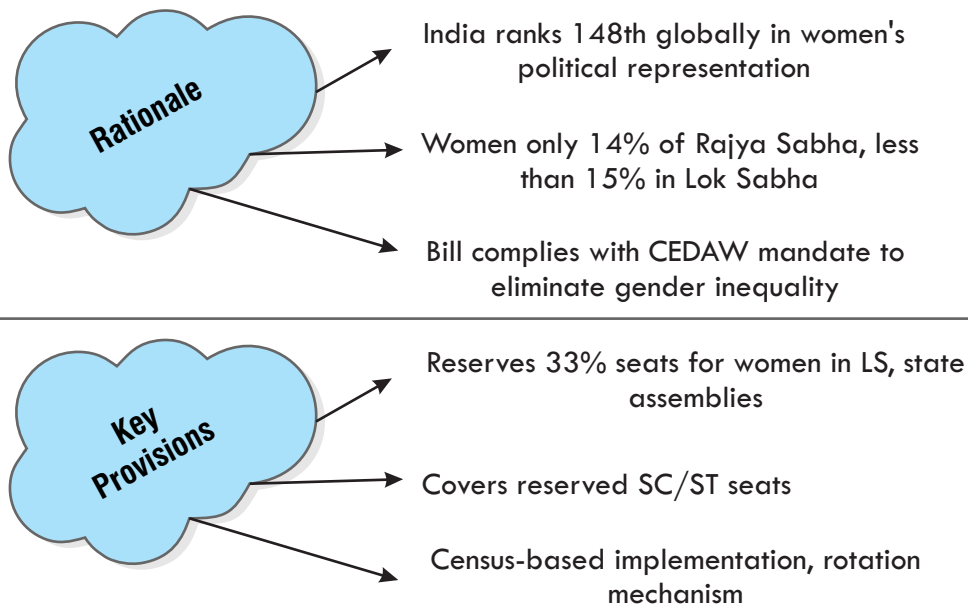 Rationale
India ranks 148th globally in women's
political representation
Women only 14% of Rajya Sabha, less
than 15% in Lok Sabha
Bill complies with CEDAW mandate to
eliminate gender inequality
Key
Provisions
Reserves 33% seats for women in LS, state
assemblies
Covers reserved SC/ST seats
Census-based implementation, rotation
mechanism